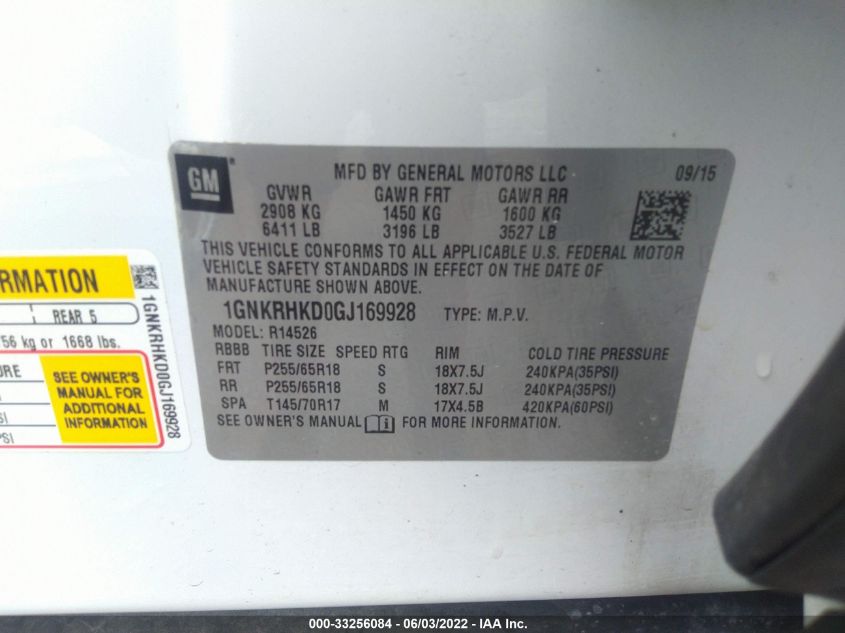 GM
MFD BY GENERAL MOTORS LLC 09/15
GVWR GAWR FRT GAWR RR
2908 KG 1450 KG 1600 KG
6411 LB 3196 LB 3527 LB
THIS VEHICLE CONFORMS TO ALL APPLICABLE U.S. FEDERAL MOTOR
VEHICLE SAFETY STANDARDS IN EFFECT ON THE DATE OF
MANUFACTURE SHOWN ABOVE.
1GNKRHKD0GJ169928 TYPE: M.P.V.
MODEL: R14526
RBBB TIRE SIZE SPEED RTG RIM COLD TIRE PRESSURE
FRT P255/65R18 S 18X7.5J 240KPA(35PSI)
RR P255/65R18 S 18X7.5J 240KPA(35PSI)
SPA T145/70R17 M 17X4.5B 420KPA(60PSI)
SEE OWNER'S MANUAL FOR MORE INFORMATION.
RMATION
REAR 5
756 kg or 1668 lbs.
SEE OWNER'S
MANUAL FOR
ADDITIONAL
INFORMATION
1GNKRHKD0GJ169928
000-33256084 - 06/03/2022 - IAA Inc.